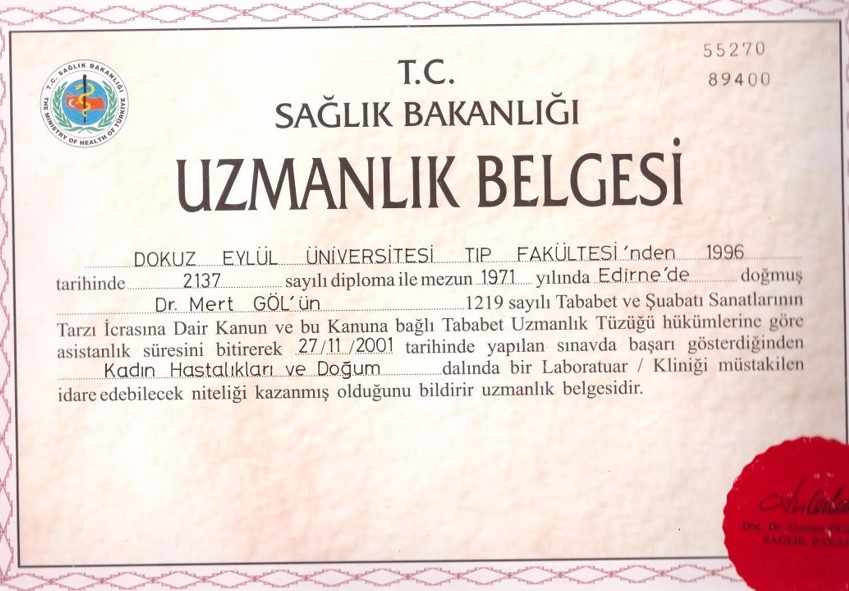 55270
89400
T.C. SAĞLIK BAKANLIĞI
THE MINISTRY OF HEALTH OF TÜRKİYE
T.C.
SAĞLIK BAKANLIĞI
UZMANLIK BELGESİ
DOKUZ EYLÜL ÜNİVERSİTESİ TIP FAKÜLTESİ'nden 1996
tarihinde 2137 sayılı diploma ile mezun 1971 yılında Edirne'de doğmuş
Dr. Mert GÖL'ün 1219 sayılı Tababet ve Şuabatı Sanatlarının
Tarzı İcrasına Dair Kanun ve bu Kanuna bağlı Tababet Uzmanlık Tüzüğü hükümlerine göre
asistanlık süresini bitirerek 27/11/2001 tarihinde yapılan sınavda başarı gösterdiğinden
Kadın Hastalıkları ve Doğum dalında bir Laboratuar / Kliniği müstakilen
idare edebilecek niteliği kazanmış olduğunu bildirir uzmanlık belgesidir.
Doç. Dr. Osman
SAĞLIK